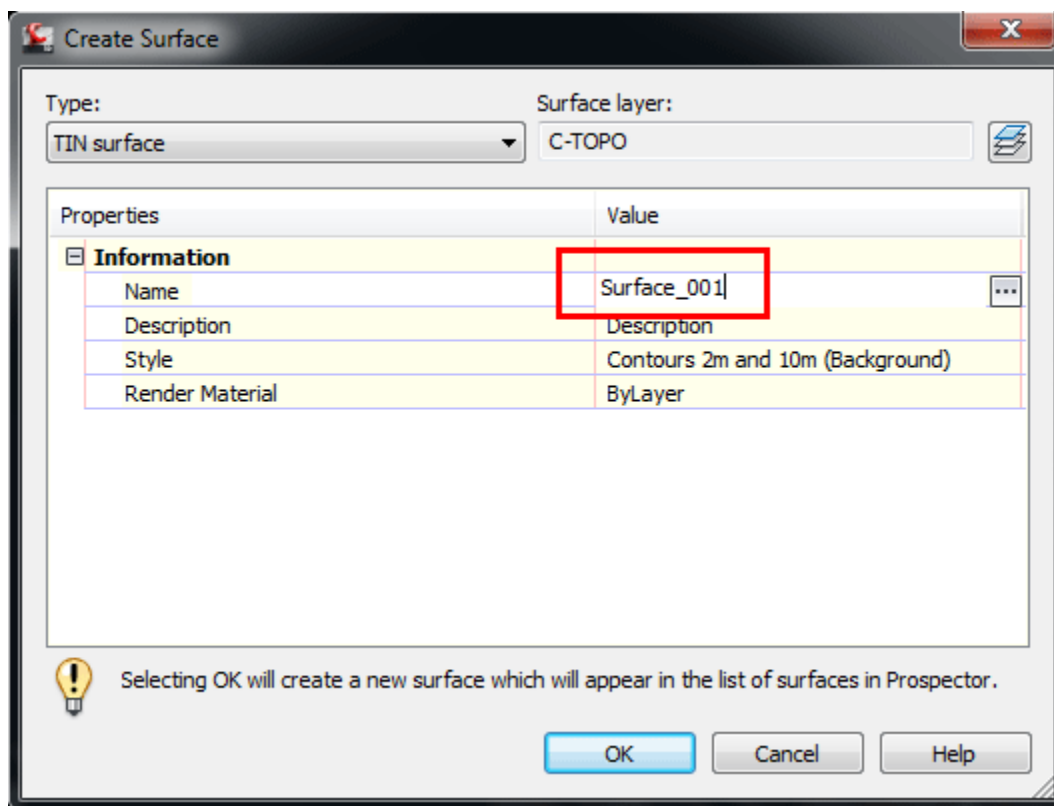 Create Surface
Type:
Surface layer:
TIN surface
C-TOPO
Properties Value
Information
Name Surface_001
Description Description
Style Contours 2m and 10m (Background)
Render Material ByLayer
Selecting OK will create a new surface which will appear in the list of surfaces in Prospector.
OK Cancel Help